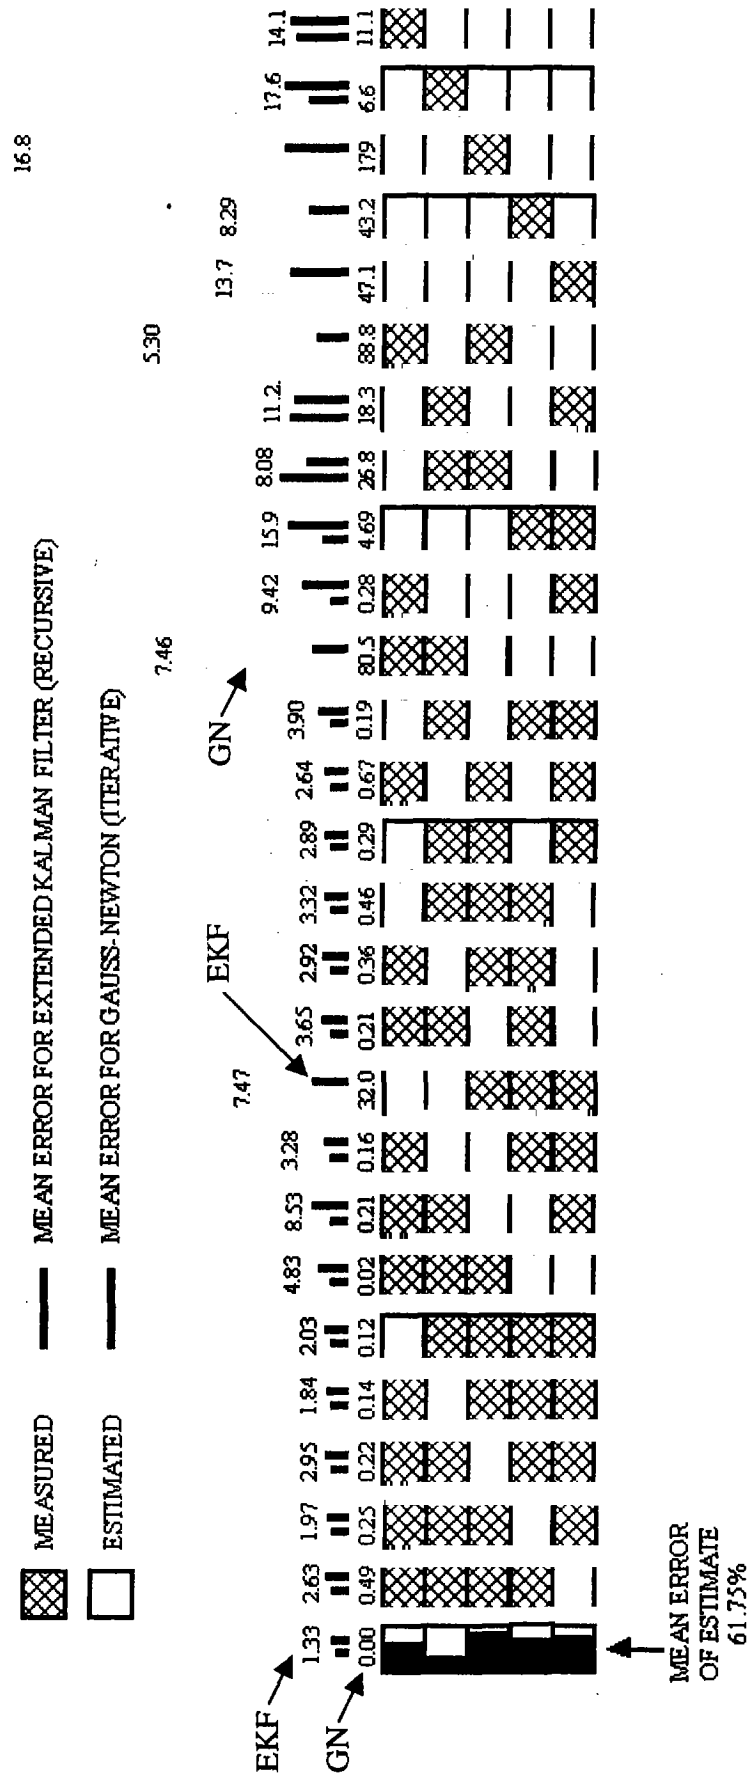 16.8
MEASURED MEAN ERROR FOR EXTENDED KALMAN FILTER (RECURSIVE)
ESTIMATED MEAN ERROR FOR GAUSS-NEWTON (ITERATIVE)
7.46 5.30
EKF GN 13.7 8.29
7.47
EKF 1.33 2.63 1.97 2.95 1.84 2.03 4.83 8.53 3.28 3.65 2.92 3.32 2.89 2.64 3.90 9.42 15.9 8.08 11.2 17.6 14.1
GN 0.00 0.49 0.25 0.22 0.14 0.12 0.02 0.21 0.16 32.0 0.21 0.36 0.46 0.29 0.67 0.19 80.5 0.28 4.69 26.8 18.3 88.8 47.1 43.2 179 6.6 11.1
MEAN ERROR
OF ESTIMATE
61.75%